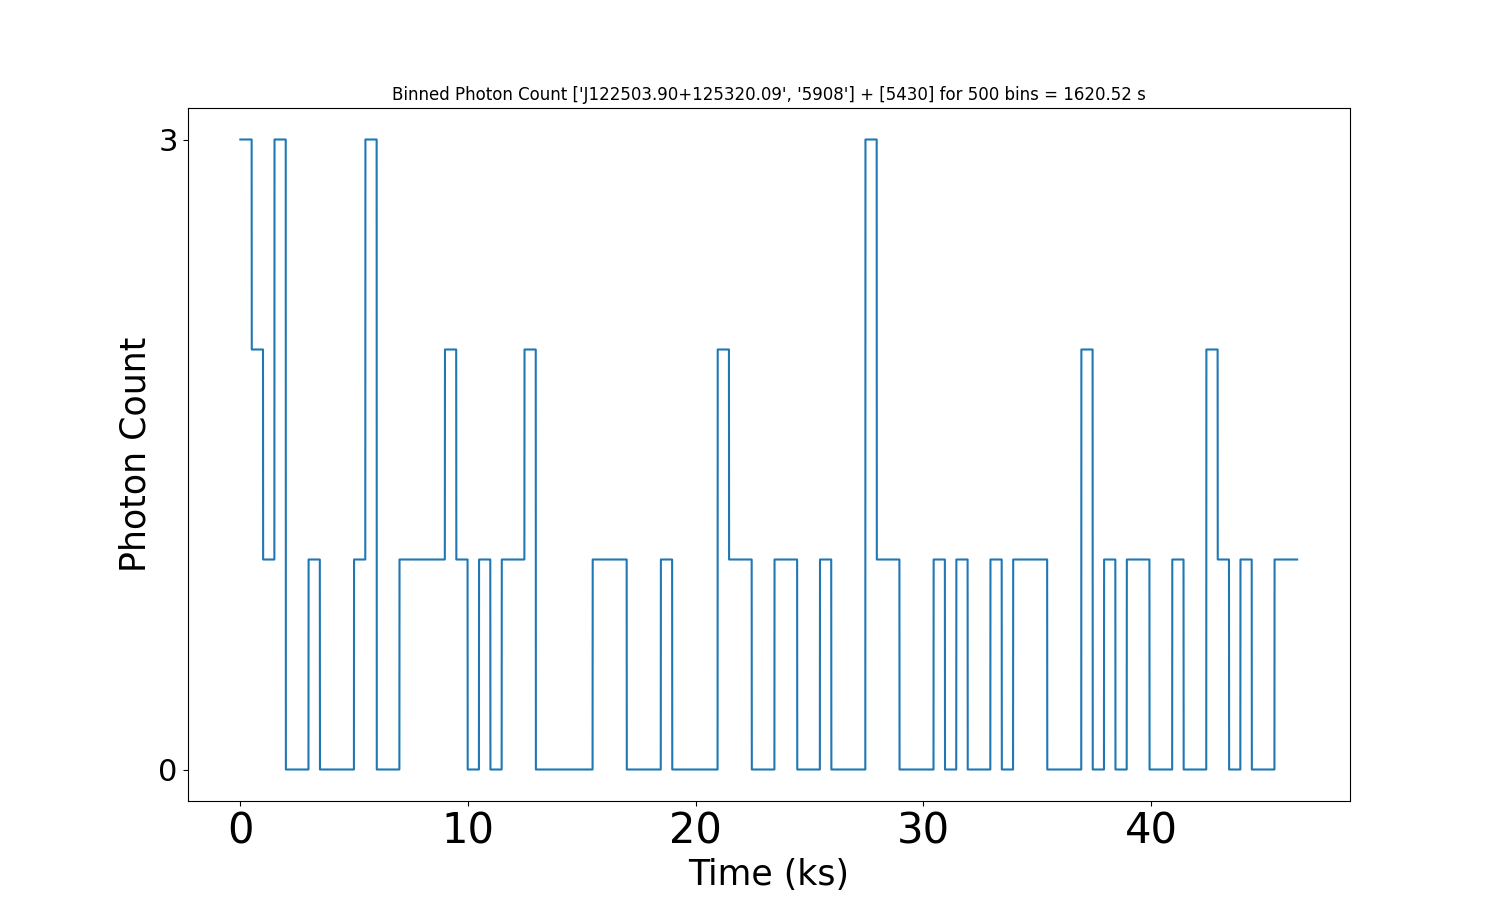 Binned Photon Count ['J122503.90+125320.09', '5908'] + [5430] for 500 bins = 1620.52 s
3
Photon Count
0
0 10 20 30 40
Time (ks)